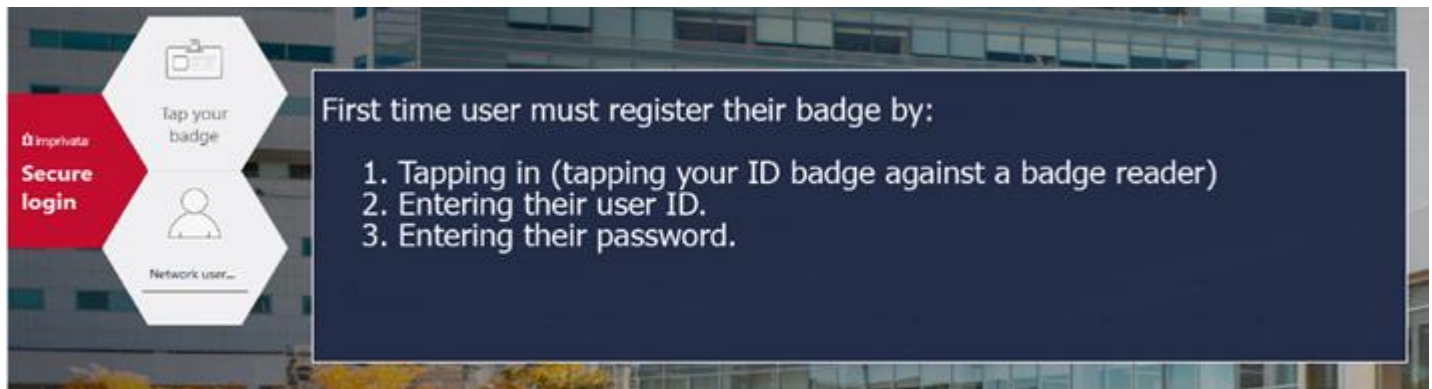 Tap your
badge
imprivata
Secure
login
Network user...
First time user must register their badge by:
1. Tapping in (tapping your ID badge against a badge reader)
2. Entering their user ID.
3. Entering their password.